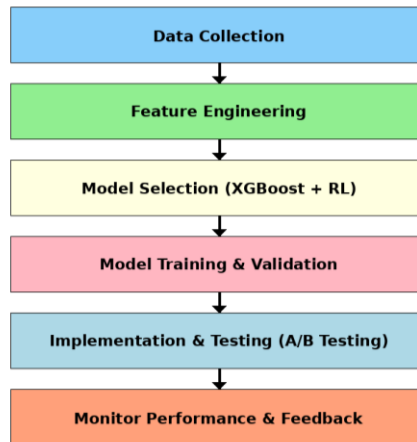 Data Collection
Feature Engineering
Model Selection (XGBoost + RL)
Model Training & Validation
Implementation & Testing (A/B Testing)
Monitor Performance & Feedback